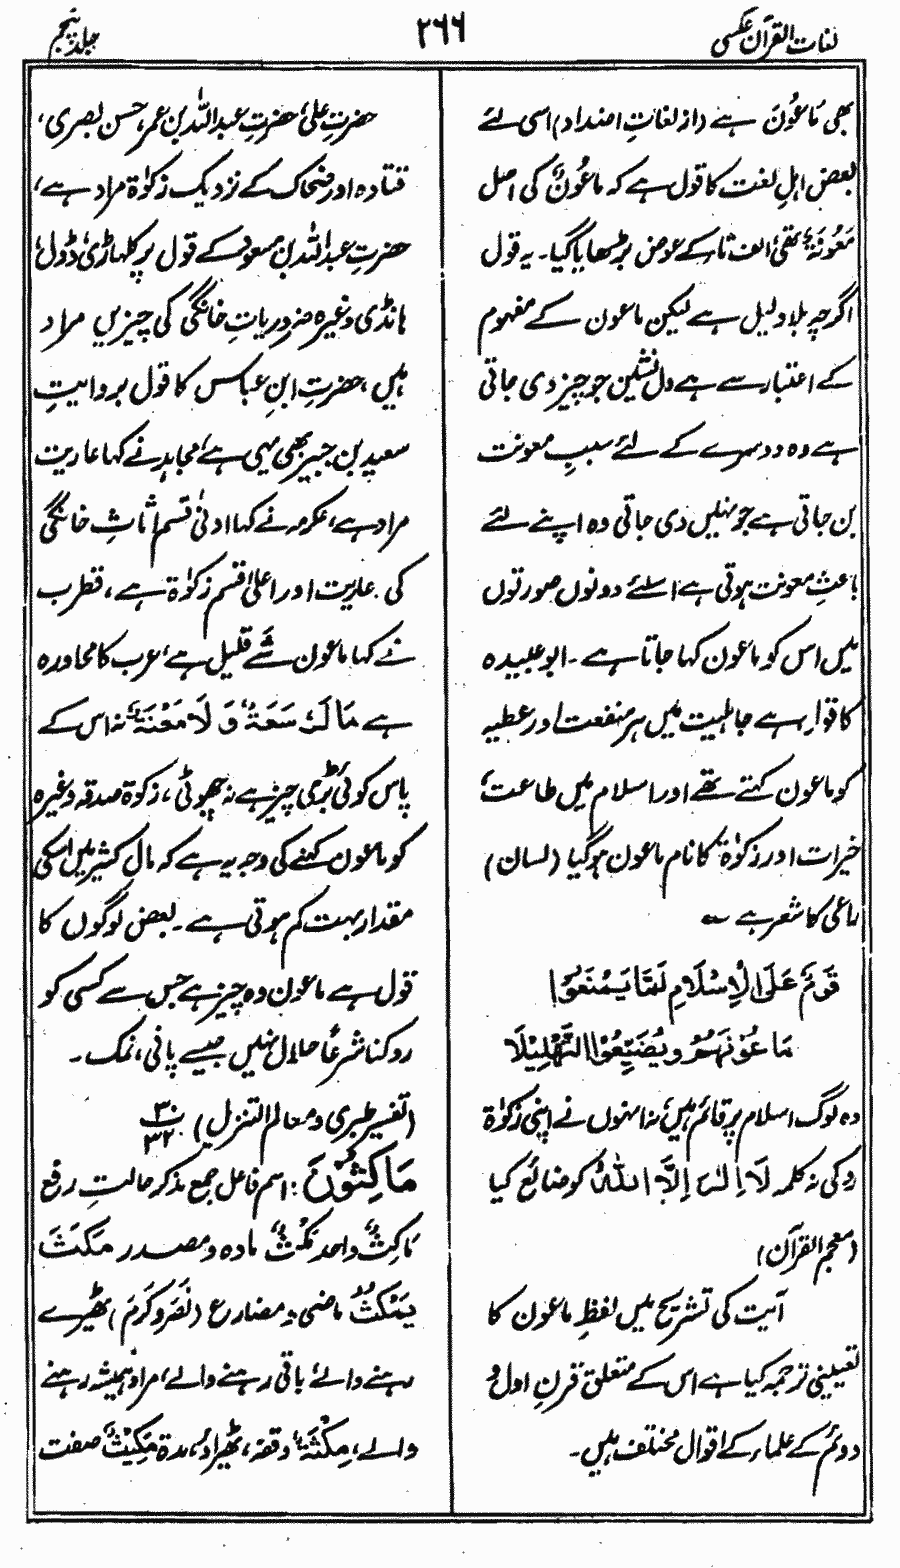 لغات القرآن عکسی
۲۶۶
جلد پنجم
بھی مَاعُوْنَ ہے (از لغاتِ اضداد) اسی لئے
بعض اہلِ لغت کا قول ہے کہ ماعُونٌ کی اصل
مَعُوْنَۃٌ تھی الف تا کے عوض بڑھایا گیا۔ یہ قول
اگرچہ بلا دلیل ہے لیکن ماعون کے مفہوم
کے اعتبار سے ہے دل نشین جو چیز دی جاتی
ہے وہ دوسرے کے لئے سببِ معونت
بن جاتی ہے جو نہیں دی جاتی وہ اپنے لئے
باعثِ معونت ہوتی ہے اسلئے دونوں صورتوں
میں اس کو ماعون کہا جاتا ہے۔ ابو عبیدہ
کا قول ہے جاہلیت میں ہر منفعت اور عطیہ
کو ماعون کہتے تھے اور اسلام میں طاعت،
خیرات اور زکوٰۃ کا نام ماعون ہوگیا (لسان)
راعی کا شعر ہے ؎
قَوْمٌ عَلَی الْاِسْلَامِ لَمَّا یَمْنَعُوْا
مَاعُوْنَہُمْ وَیُضَیِّعُوا التَّھْلِیْلَا
وہ لوگ اسلام پر قائم ہیں، نہ انہوں نے اپنی زکوٰۃ
روکی نہ کلمہ لَا اِلٰہَ اِلَّا اللہُ کو ضائع کیا
(معجم القرآن)
آیت کی تشریح میں لفظِ ماعون کا
تعیینی ترجمہ کیا ہے اس کے متعلق قرنِ اول و
دوئم کے علماء کے اقوال مختلف ہیں۔
حضرتِ علیؓ، حضرتِ عبداللہ بن عمر، حسن بصری،
قتادہ اور ضحاک کے نزدیک زکوٰۃ مراد ہے،
حضرتِ عبداللہ بن مسعود کے قول پر کلہاڑی، ڈول،
ہانڈی وغیرہ ضروریاتِ خانگی کی چیزیں مراد
ہیں، حضرتِ ابنِ عباس کا قول بروایتِ
سعید بن جبیر بھی یہی ہے، مجاہد نے کہا عاریت
مراد ہے، عکرمہ نے کہا ادنیٰ قسم اثاثِ خانگی
کی عاریت اور اعلیٰ قسم زکوٰۃ ہے، قطرب
نے کہا ماعون شےَ قلیل ہے، عرب کا محاورہ
ہے مَا لَہٗ سَعَۃٌ وَ لَا مَعْنَۃٌ نہ اس کے
پاس کوئی بڑی چیز ہے نہ چھوٹی، زکوٰۃ صدقہ وغیرہ
کو ماعون کہنے کی وجہ یہ ہے کہ مال کثیر میں اسکی
مقدار بہت کم ہوتی ہے۔ بعض لوگوں کا
قول ہے ماعون وہ چیز ہے جس سے کسی کو
روکنا شرعًا حلال نہیں جیسے پانی، نمک۔
(تفسیر طبری و معالم التنزیل) ۳۰/۳۲
مَاکِثُوْنَ : اسم فاعل جمع مذکر حالتِ رفع
مَاکِثٌ واحد مَکْثٌ مادہ و مصدر مَکَثَ
یَمْکُثُ ماضی و مضارع (نَصَرَ وکَرُمَ) ٹھیرے
رہنے والے، باقی رہنے والے، مراد ہمیشہ رہنے
والے، مِکْثَۃٌ وقفہ، ٹھیراؤ، مدۃ مَکِیْثٌ صفت